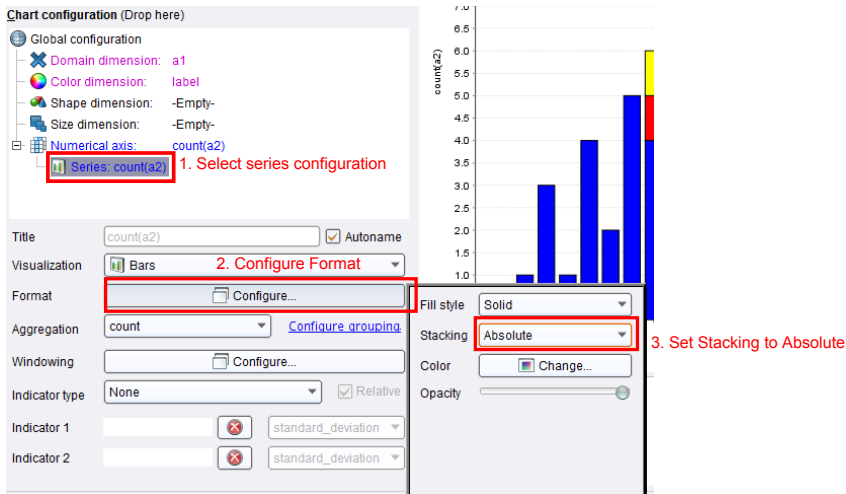 Chart configuration (Drop here)
Global configuration
Domain dimension: a1
Color dimension: label
Shape dimension: -Empty-
Size dimension: -Empty-
Numerical axis: count(a2)
Series: count(a2)
1. Select series configuration
Title count(a2) Autoname
Visualization Bars
2. Configure Format
Format Configure...
Aggregation count Configure grouping
Windowing Configure...
Indicator type None Relative
Indicator 1 standard_deviation
Indicator 2 standard_deviation
count(a2)
7.0
6.5
6.0
5.5
5.0
4.5
4.0
3.5
3.0
2.5
2.0
1.5
1.0
Fill style Solid
Stacking Absolute
3. Set Stacking to Absolute
Color Change...
Opacity